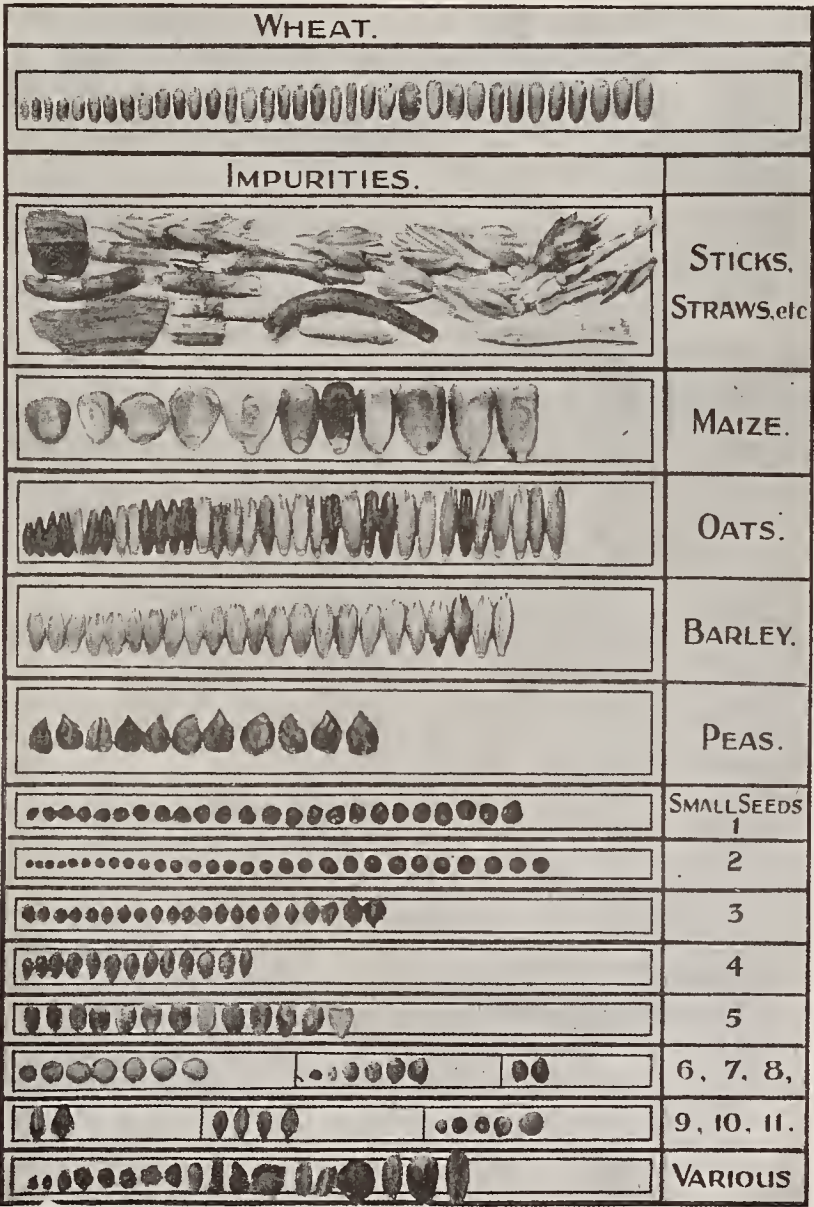 WHEAT.
IMPURITIES.
STICKS,
STRAWS, etc
MAIZE.
OATS.
BARLEY.
PEAS.
SMALL SEEDS
1
2
3
4
5
6, 7, 8,
9, 10, 11.
VARIOUS